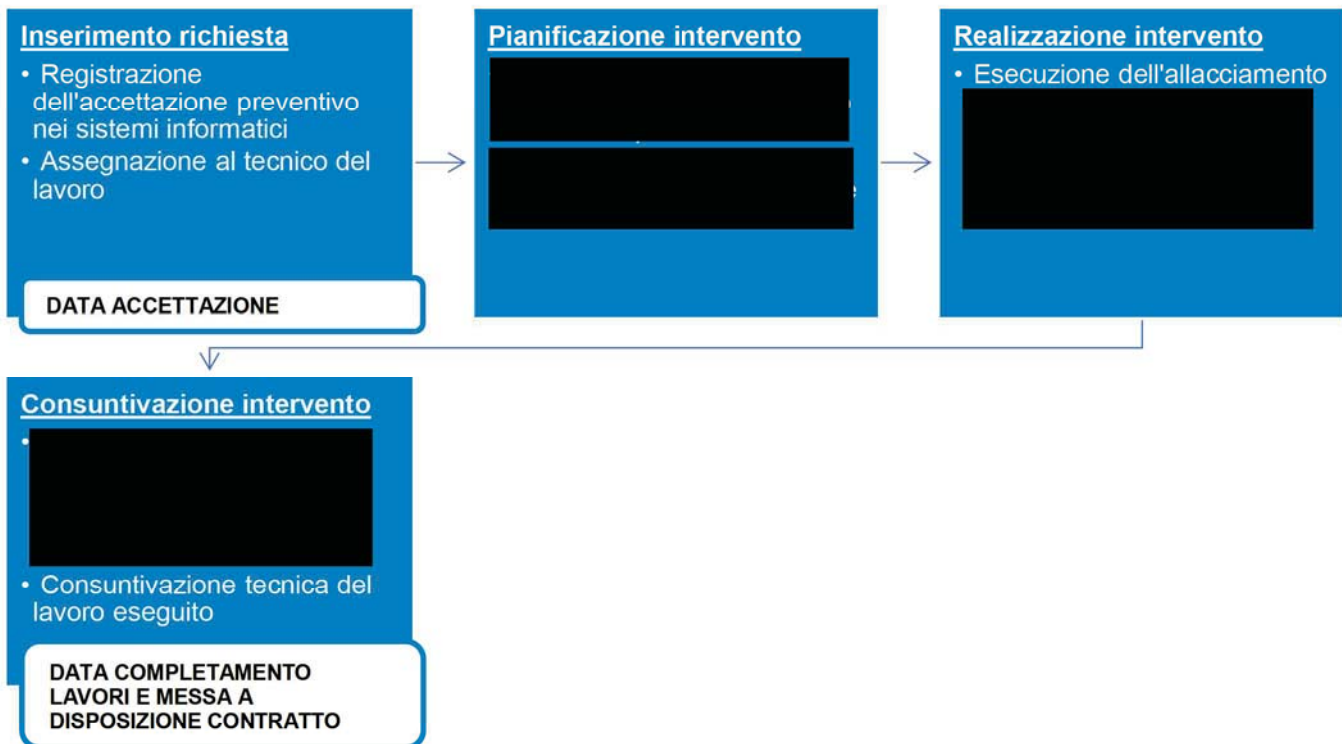 Inserimento richiesta
• Registrazione
dell'accettazione preventivo
nei sistemi informatici
• Assegnazione al tecnico del
lavoro
DATA ACCETTAZIONE
Pianificazione intervento
Realizzazione intervento
• Esecuzione dell'allacciamento
Consuntivazione intervento
•
• Consuntivazione tecnica del
lavoro eseguito
DATA COMPLETAMENTO
LAVORI E MESSA A
DISPOSIZIONE CONTRATTO